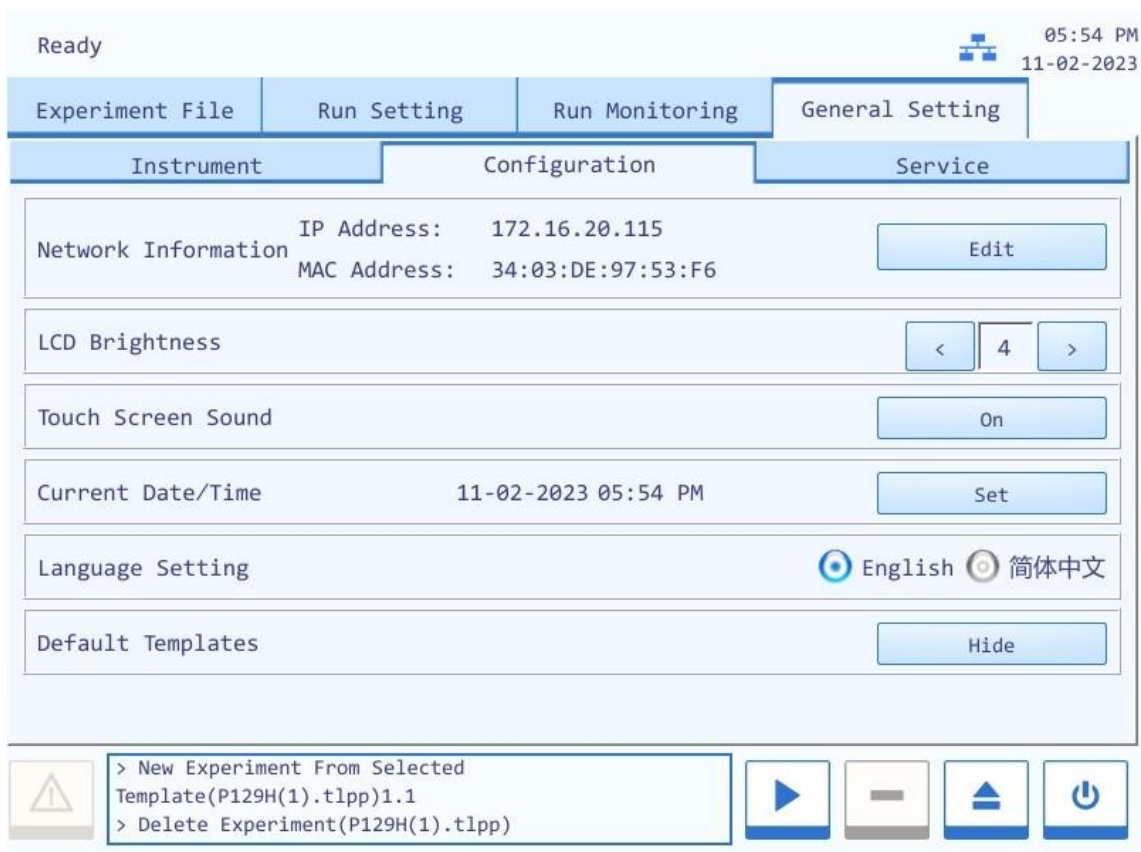 Ready
05:54 PM
11-02-2023
Experiment File Run Setting Run Monitoring General Setting
Instrument Configuration Service
Network Information
IP Address: 172.16.20.115
MAC Address: 34:03:DE:97:53:F6
Edit
LCD Brightness < 4 >
Touch Screen Sound On
Current Date/Time 11-02-2023 05:54 PM Set
Language Setting English 简体中文
Default Templates Hide
> New Experiment From Selected
Template(P129H(1).tlpp)1.1
> Delete Experiment(P129H(1).tlpp)